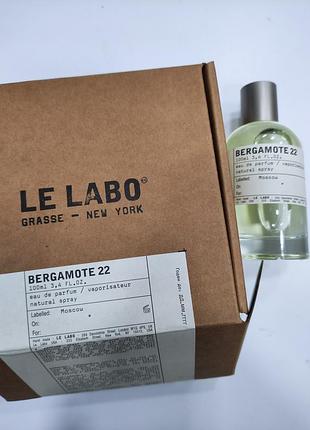 LE LABO
GRASSE – NEW YORK
BERGAMOTE 22
100ml 3,4 FL.OZ.
eau de parfum / vaporisateur
natural spray
Labelled: Moscow
On:
For:
LE LABO
BERGAMOTE 22
100ml 3,4 FL.OZ.
eau de parfum / vaporisateur
natural spray
Labelled: Moscow
On:
For: